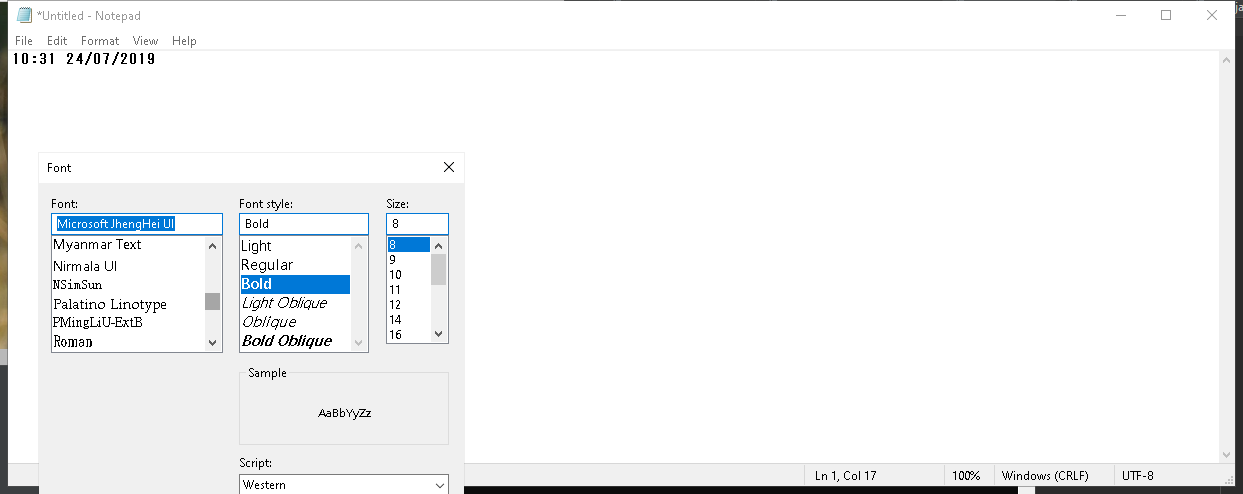 *Untitled - Notepad
File Edit Format View Help
10:31 24/07/2019
Font
Font: Font style: Size:
Microsoft JhengHei UI Bold 8
Myanmar Text
Nirmala UI
NSimSun
Palatino Linotype
PMingLiU-ExtB
Roman
Light
Regular
Bold
Light Oblique
Oblique
Bold Oblique
8
9
10
11
12
14
16
Sample
AaBbYyZz
Script:
Western
Ln 1, Col 17 100% Windows (CRLF) UTF-8